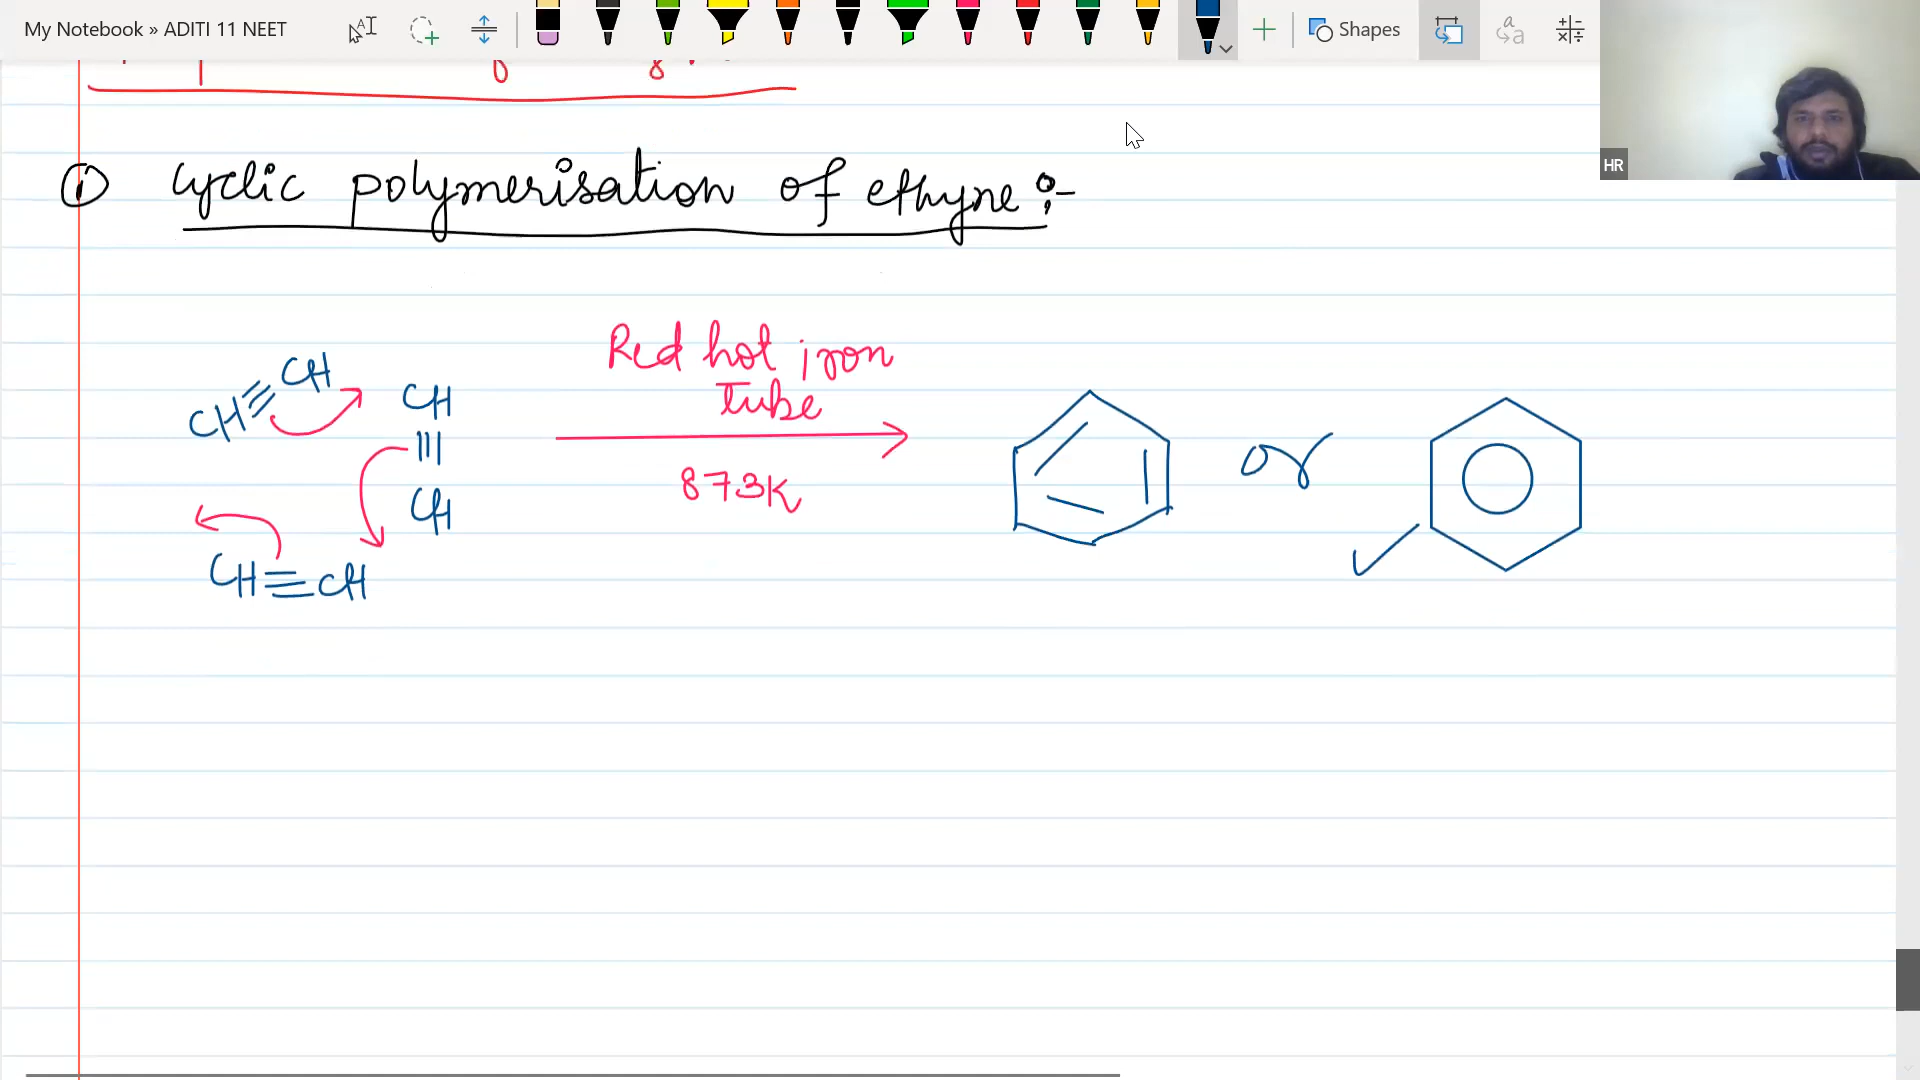 My Notebook » ADITI 11 NEET
Shapes
HR
① Cyclic polymerisation of ethyne :-
Red hot iron
tube
CH≡CH
CH
|||
CH
873K
or
CH≡CH